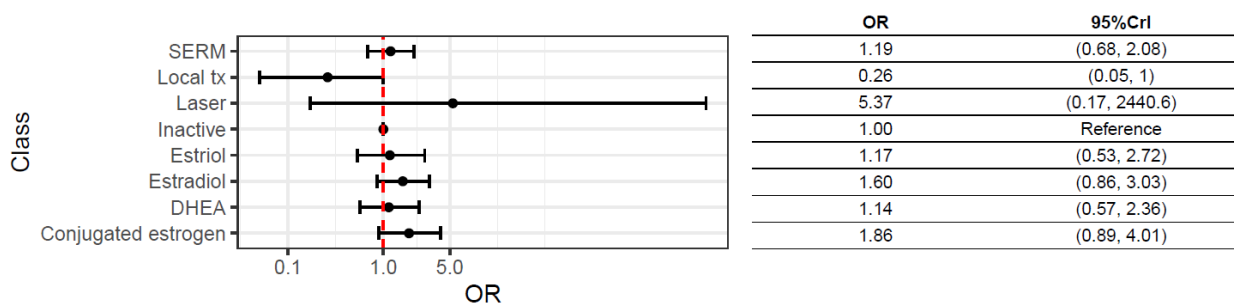 OR 95%CrI
SERM 1.19 (0.68, 2.08)
Local tx 0.26 (0.05, 1)
Laser 5.37 (0.17, 2440.6)
Inactive 1.00 Reference
Estriol 1.17 (0.53, 2.72)
Estradiol 1.60 (0.86, 3.03)
DHEA 1.14 (0.57, 2.36)
Conjugated estrogen 1.86 (0.89, 4.01)
Class
0.1 1.0 5.0
OR